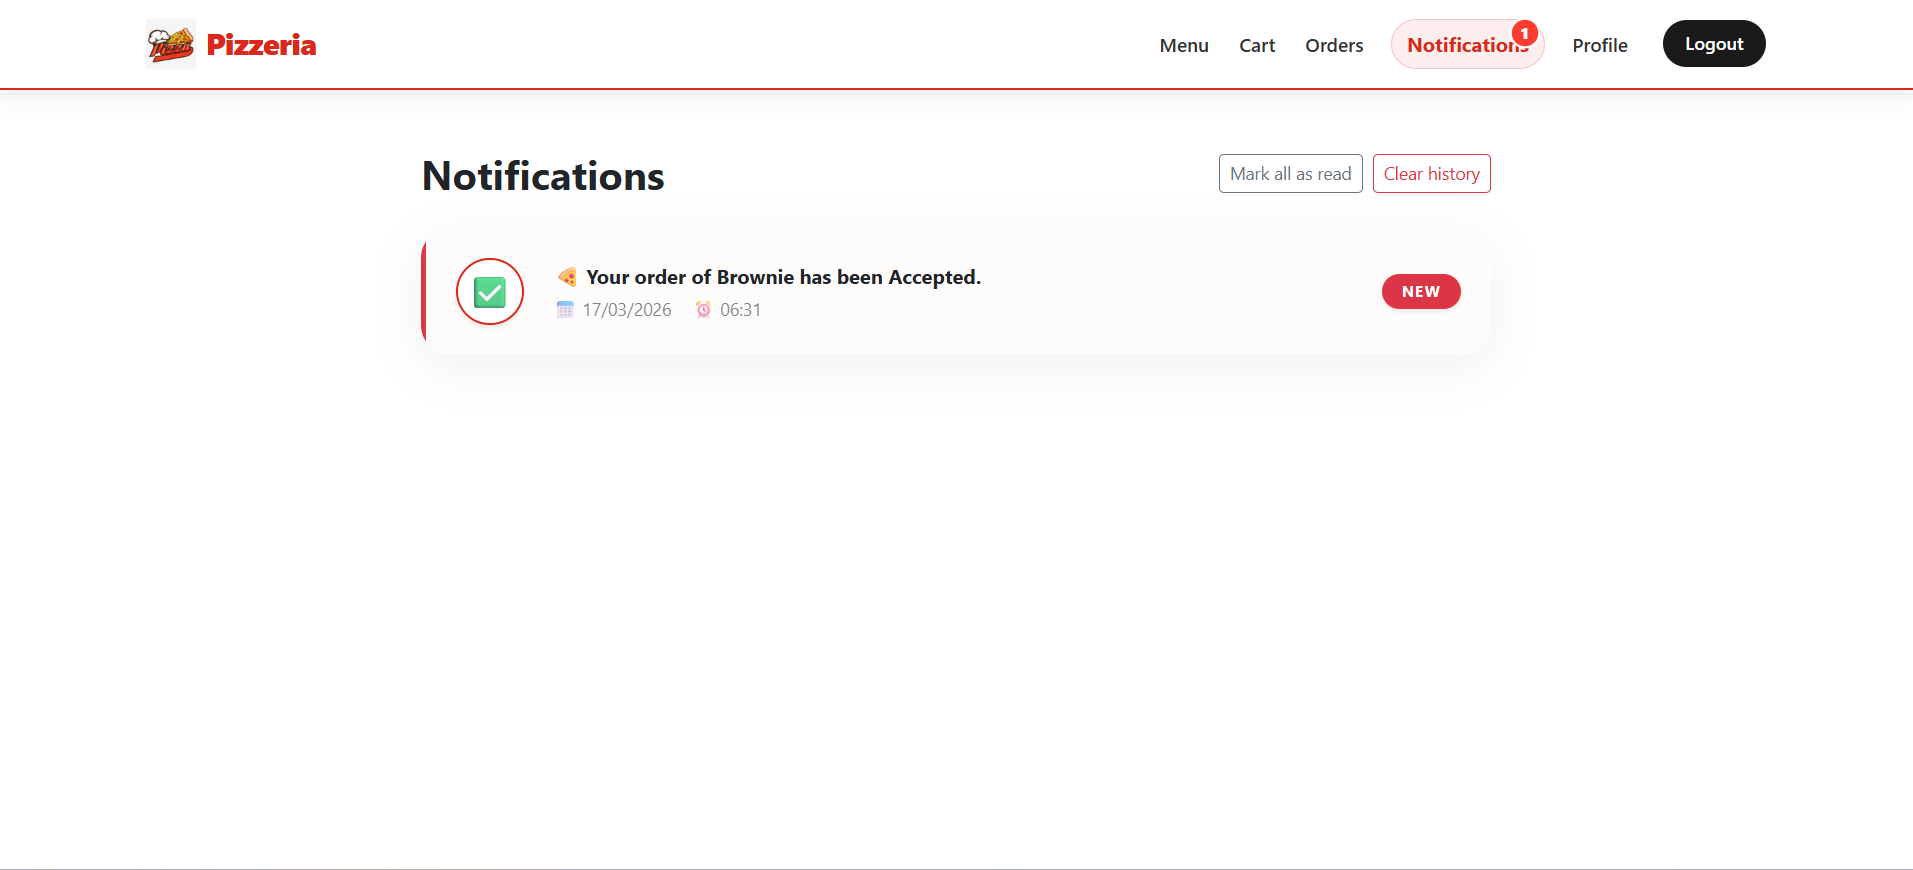 Pizza
Pizzeria
Menu
Cart
Orders
Notifications
1
Profile
Logout
Notifications
Mark all as read
Clear history
Your order of Brownie has been Accepted.
17/03/2026 06:31
NEW